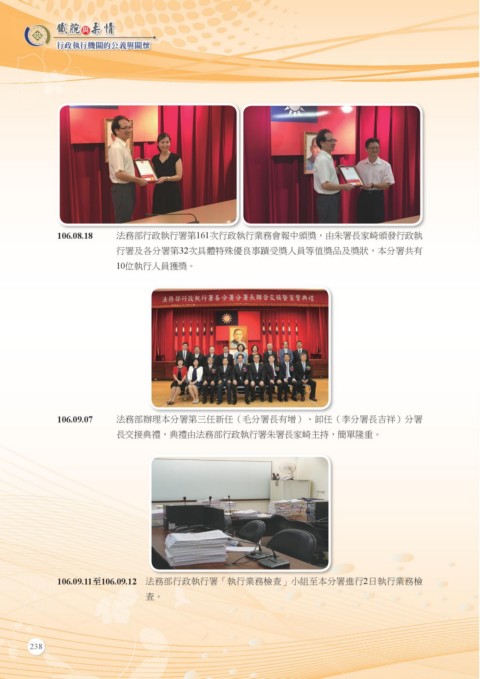 鐵腕與柔情
行政執行機關的公義與關懷
106.08.18 法務部行政執行署第161次行政執行業務會報中頒獎，由朱署長家崎頒發行政執
行署及各分署第32次具體特殊優良事蹟受獎人員等值獎品及獎狀，本分署共有
10位執行人員獲獎。
法務部行政執行署各分署分署長聯合交接暨宣誓典禮
106.09.07 法務部辦理本分署第三任新任（毛分署長有增）、卸任（李分署長吉祥）分署
長交接典禮，典禮由法務部行政執行署朱署長家崎主持，簡單隆重。
106.09.11至106.09.12 法務部行政執行署「執行業務檢查」小組至本分署進行2日執行業務檢
查。
238